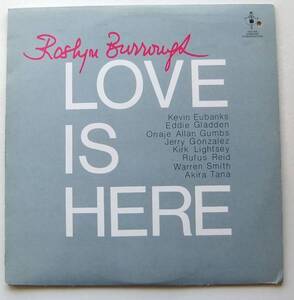 Roslyn Burroughs
LOVE
IS
HERE
Kevin Eubanks
Eddie Gladden
Onaje Allan Gumbs
Jerry Gonzalez
Kirk Lightsey
Rufus Reid
Warren Smith
Akira Tana